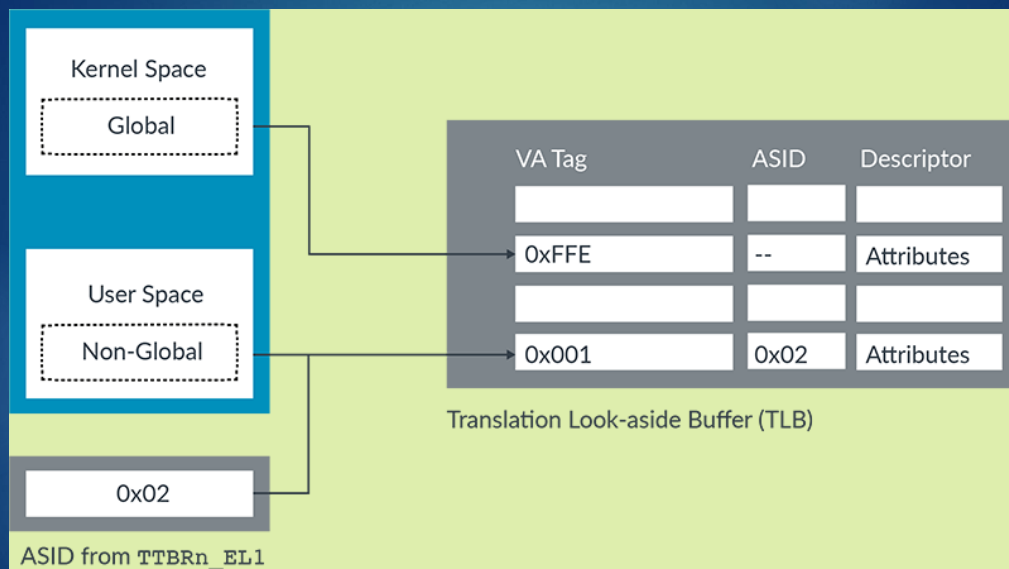 Kernel Space
Global
User Space
Non-Global
0x02
ASID from TTBRn_EL1
VA Tag ASID Descriptor
0xFFE -- Attributes
0x001 0x02 Attributes
Translation Look-aside Buffer (TLB)